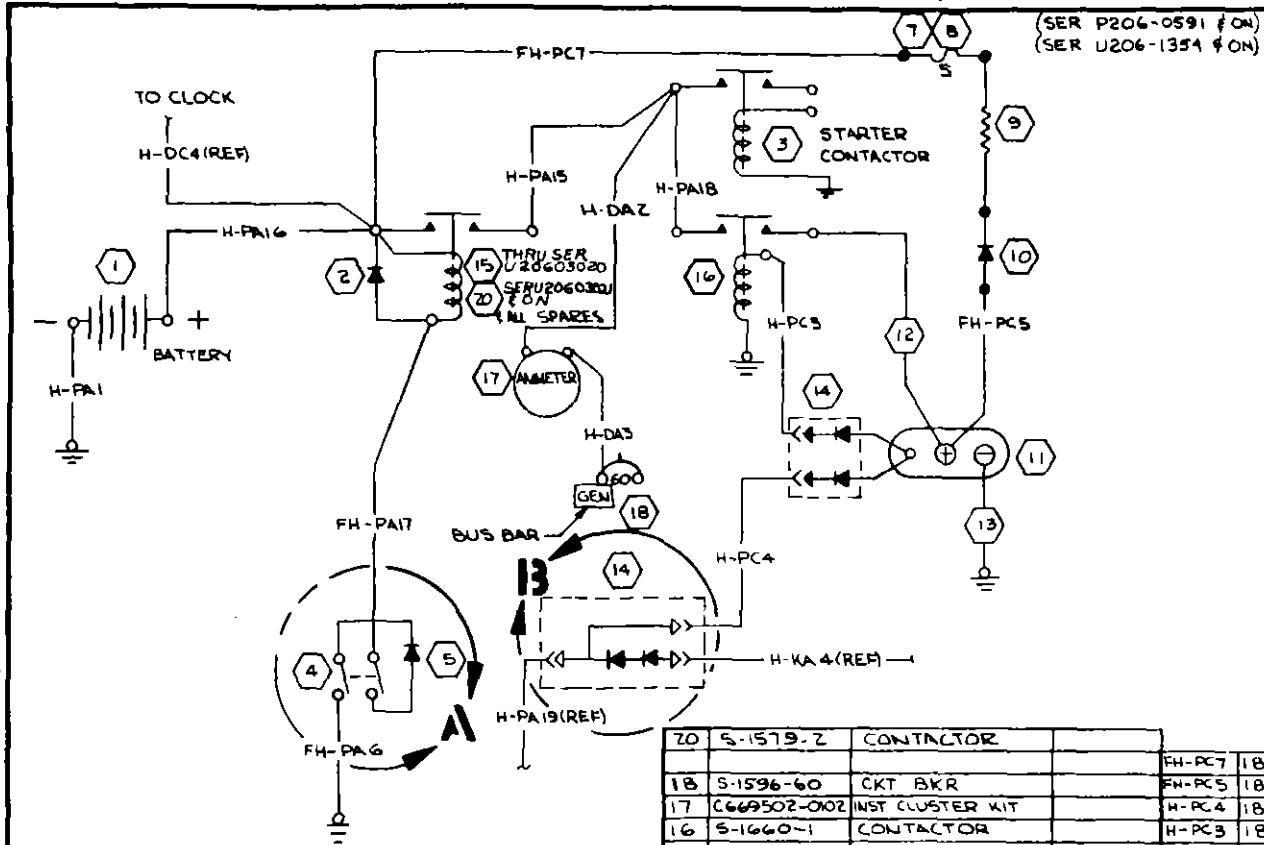 7 8
(SER P206-0591 & ON)
(SER U206-1354 & ON)
FH-PC7
5
TO CLOCK
9
3
STARTER
CONTACTOR
H-DC4(REF)
H-PA15
H-PA18
H-DA2
H-PA16
1
2
15
THRU SER
U20603020
10
16
20
SERU20603021
& ON
& ALL SPARES
H-PC3
FH-PC5
12
- +
BATTERY
17
AMMETER
14
H-PA1
H-DA3
+ -
11
60
GEN
18
13
FH-PA17
BUS BAR
B
14
H-PC4
4
5
H-KA4(REF)
A
H-PA19(REF)
FH-PA6
20 S-1579-2 CONTACTOR
FH-PC7 18
18 S-1596-60 CKT BKR FH-PC5 18
17 C669502-0102 INST CLUSTER KIT H-PC4 18
16 S-1660-1 CONTACTOR H-PC3 18